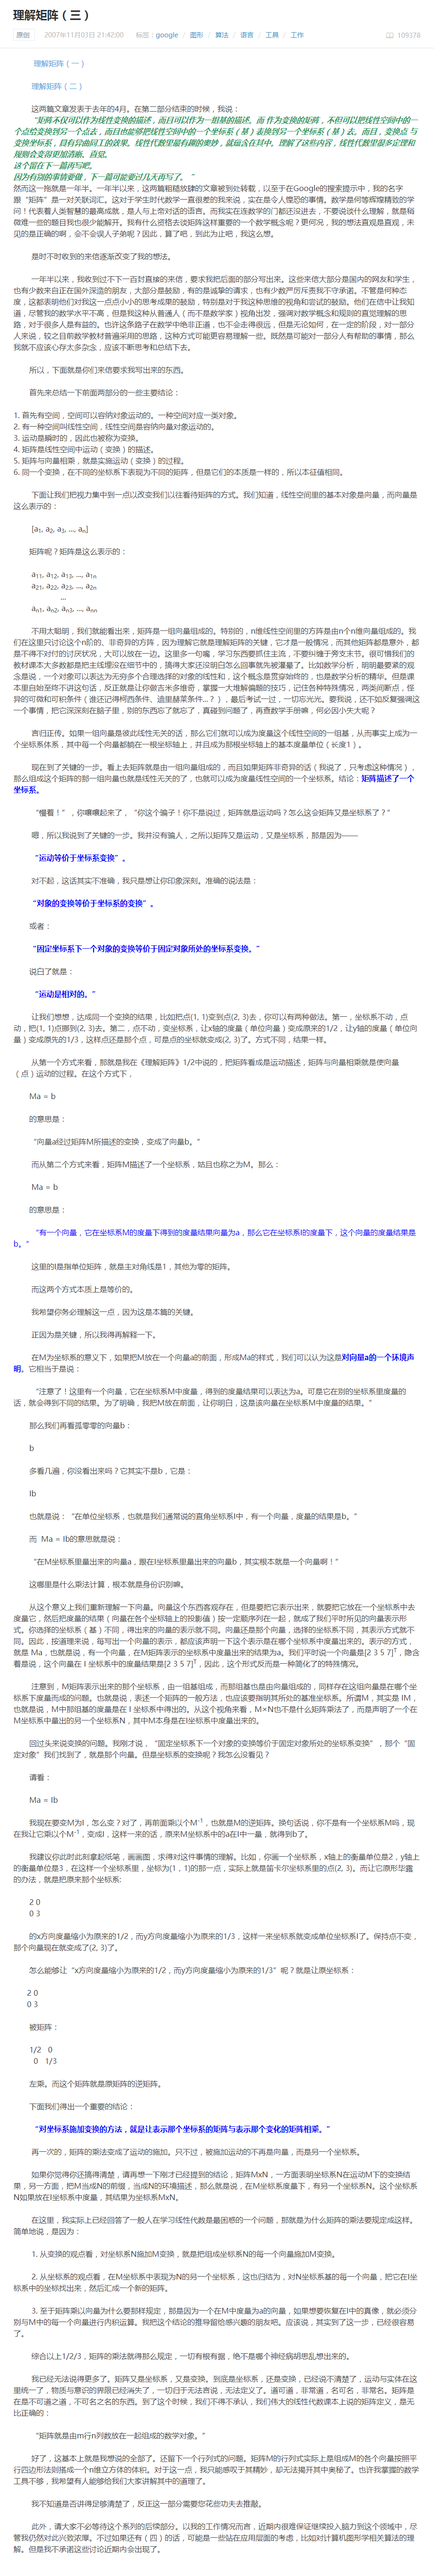 理解矩阵（三）
原创 2007年11月03日 21:42:00 标签：google / 图形 / 算法 / 语言 / 工具 / 工作 109378
理解矩阵（一）
理解矩阵（二）
这两篇文章发表于去年的4月。在第二部分结束的时候，我说：
“矩阵不仅可以作为线性变换的描述，而且可以作为一组基的描述。而 作为变换的矩阵，不但可以把线性空间中的一
个点给变换到另一个点去，而且也能够把线性空间中的一个坐标系（基）表换到另一个坐标系（基）去。而且，变换点 与
变换坐标系，具有异曲同工的效果。线性代数里最有趣的奥妙，就蕴含在其中。理解了这些内容，线性代数里很多定理和
规则会变得更加清晰、直觉。
这个留在下一篇再写吧。
因为有别的事情要做，下一篇可能要过几天再写了。 ”
然而这一拖就是一年半。一年半以来，这两篇粗糙放肆的文章被到处转载，以至于在Google的搜索提示中，我的名字
跟“矩阵”是一对关联词汇。这对于学生时代数学一直很差的我来说，实在是令人惶恐的事情。数学是何等辉煌精致的学
问！代表着人类智慧的最高成就，是人与上帝对话的语言。而我实在连数学的门都还没进去，不要说谈什么理解，就是稍
微难一些的题目我也很少能解开。我有什么资格去谈矩阵这样重要的一个数学概念呢？更何况，我的想法直观是直观，未
见的是正确的啊，会不会误人子弟呢？因此，算了吧，到此为止吧，我这么想。
是时不时收到的来信逐渐改变了我的想法。
一年半以来，我收到过不下一百封直接的来信，要求我把后面的部分写出来。这些来信大部分是国内的网友和学生，
也有少数来自正在国外深造的朋友，大部分是鼓励，有的是诚挚的请求，也有少数严厉斥责我不守承诺。不管是何种态
度，这都表明他们对我这一点点小小的思考成果的鼓励，特别是对于我这种思维的视角和尝试的鼓励。他们在信中让我知
道，尽管我的数学水平不高，但是我这种从普通人（而不是数学家）视角出发，强调对数学概念和规则的直觉理解的思
路，对于很多人是有益的。也许这条路子在数学中绝非正道，也不会走得很远，但是无论如何，在一定的阶段，对一部分
人来说，较之目前数学教材普遍采用的思路，这种方式可能更容易理解一些。既然是可能对一部分人有帮助的事情，那么
我就不应该心存太多杂念，应该不断思考和总结下去。
所以，下面就是你们来信要求我写出来的东西。
首先来总结一下前面两部分的一些主要结论：
1. 首先有空间，空间可以容纳对象运动的。一种空间对应一类对象。
2. 有一种空间叫线性空间，线性空间是容纳向量对象运动的。
3. 运动是瞬时的，因此也被称为变换。
4. 矩阵是线性空间中运动（变换）的描述。
5. 矩阵与向量相乘，就是实施运动（变换）的过程。
6. 同一个变换，在不同的坐标系下表现为不同的矩阵，但是它们的本质是一样的，所以本征值相同。
下面让我们把视力集中到一点以改变我们以往看待矩阵的方式。我们知道，线性空间里的基本对象是向量，而向量是
这么表示的：
[a1, a2, a3, ..., an]
矩阵呢？矩阵是这么表示的：
a11, a12, a13, ..., a1n
a21, a22, a23, ..., a2n
...
an1, an2, an3, ..., ann
不用太聪明，我们就能看出来，矩阵是一组向量组成的。特别的，n维线性空间里的方阵是由n个n维向量组成的。我
们在这里只讨论这个n阶的、非奇异的方阵，因为理解它就是理解矩阵的关键，它才是一般情况，而其他矩阵都是意外，都
是不得不对付的讨厌状况，大可以放在一边。这里多一句嘴，学习东西要抓住主流，不要纠缠于旁支末节。很可惜我们的
教材课本大多数都是把主线埋没在细节中的，搞得大家还没明白怎么回事就先被灌晕了。比如数学分析，明明最要紧的观
念是说，一个对象可以表达为无穷多个合理选择的对象的线性和，这个概念是贯穿始终的，也是数学分析的精华。但是课
本里自始至终不讲这句话，反正就是让你做吉米多维奇，掌握一大堆解偏题的技巧，记住各种特殊情况，两类间断点，怪
异的可微和可积条件（谁还记得柯西条件、迪里赫莱条件...？），最后考试一过，一切忘光光。要我说，还不如反复强调这
一个事情，把它深深刻在脑子里，别的东西忘了就忘了，真碰到问题了，再查数学手册嘛，何必因小失大呢？
言归正传。如果一组向量是彼此线性无关的话，那么它们就可以成为度量这个线性空间的一组基，从而事实上成为一
个坐标系体系，其中每一个向量都躺在一根坐标轴上，并且成为那根坐标轴上的基本度量单位（长度1）。
现在到了关键的一步。看上去矩阵就是由一组向量组成的，而且如果矩阵非奇异的话（我说了，只考虑这种情况），
那么组成这个矩阵的那一组向量也就是线性无关的了，也就可以成为度量线性空间的一个坐标系。结论：矩阵描述了一个
坐标系。
“慢着！”，你嚷嚷起来了，“你这个骗子！你不是说过，矩阵就是运动吗？怎么这会矩阵又是坐标系了？”
嗯，所以我说到了关键的一步。我并没有骗人，之所以矩阵又是运动，又是坐标系，那是因为——
“运动等价于坐标系变换”。
对不起，这话其实不准确，我只是想让你印象深刻。准确的说法是：
“对象的变换等价于坐标系的变换”。
或者：
“固定坐标系下一个对象的变换等价于固定对象所处的坐标系变换。”
说白了就是：
“运动是相对的。”
让我们想想，达成同一个变换的结果，比如把点(1, 1)变到点(2, 3)去，你可以有两种做法。第一，坐标系不动，点
动，把(1, 1)点挪到(2, 3)去。第二，点不动，变坐标系，让x轴的度量（单位向量）变成原来的1/2，让y轴的度量（单位向
量）变成原先的1/3，这样点还是那个点，可是点的坐标就变成(2, 3)了。方式不同，结果一样。
从第一个方式来看，那就是我在《理解矩阵》1/2中说的，把矩阵看成是运动描述，矩阵与向量相乘就是使向量
（点）运动的过程。在这个方式下，
Ma = b
的意思是：
“向量a经过矩阵M所描述的变换，变成了向量b。”
而从第二个方式来看，矩阵M描述了一个坐标系，姑且也称之为M。那么：
Ma = b
的意思是：
“有一个向量，它在坐标系M的度量下得到的度量结果向量为a，那么它在坐标系I的度量下，这个向量的度量结果是
b。”
这里的I是指单位矩阵，就是主对角线是1，其他为零的矩阵。
而这两个方式本质上是等价的。
我希望你务必理解这一点，因为这是本篇的关键。
正因为是关键，所以我得再解释一下。
在M为坐标系的意义下，如果把M放在一个向量a的前面，形成Ma的样式，我们可以认为这是对向量a的一个环境声
明。它相当于是说：
“注意了！这里有一个向量，它在坐标系M中度量，得到的度量结果可以表达为a。可是它在别的坐标系里度量的
话，就会得到不同的结果。为了明确，我把M放在前面，让你明白，这是该向量在坐标系M中度量的结果。”
那么我们再看孤零零的向量b：
b
多看几遍，你没看出来吗？它其实不是b，它是：
Ib
也就是说：“在单位坐标系，也就是我们通常说的直角坐标系I中，有一个向量，度量的结果是b。”
而 Ma = Ib的意思就是说：
“在M坐标系里量出来的向量a，跟在I坐标系里量出来的向量b，其实根本就是一个向量啊！”
这哪里是什么乘法计算，根本就是身份识别嘛。
从这个意义上我们重新理解一下向量。向量这个东西客观存在，但是要把它表示出来，就要把它放在一个坐标系中去
度量它，然后把度量的结果（向量在各个坐标轴上的投影值）按一定顺序列在一起，就成了我们平时所见的向量表示形
式。你选择的坐标系（基）不同，得出来的向量的表示就不同。向量还是那个向量，选择的坐标系不同，其表示方式就不
同。因此，按道理来说，每写出一个向量的表示，都应该声明一下这个表示是在哪个坐标系中度量出来的。表示的方式，
就是 Ma，也就是说，有一个向量，在M矩阵表示的坐标系中度量出来的结果为a。我们平时说一个向量是[2 3 5 7]T，隐含
着是说，这个向量在 I 坐标系中的度量结果是[2 3 5 7]T，因此，这个形式反而是一种简化了的特殊情况。
注意到，M矩阵表示出来的那个坐标系，由一组基组成，而那组基也是由向量组成的，同样存在这组向量是在哪个坐
标系下度量而成的问题。也就是说，表述一个矩阵的一般方法，也应该要指明其所处的基准坐标系。所谓M，其实是 IM，
也就是说，M中那组基的度量是在 I 坐标系中得出的。从这个视角来看，M×N也不是什么矩阵乘法了，而是声明了一个在
M坐标系中量出的另一个坐标系N，其中M本身是在I坐标系中度量出来的。
回过头来说变换的问题。我刚才说，“固定坐标系下一个对象的变换等价于固定对象所处的坐标系变换”，那个“固
定对象”我们找到了，就是那个向量。但是坐标系的变换呢？我怎么没看见？
请看：
Ma = Ib
我现在要变M为I，怎么变？对了，再前面乘以个M-1，也就是M的逆矩阵。换句话说，你不是有一个坐标系M吗，现
在我让它乘以个M-1，变成I，这样一来的话，原来M坐标系中的a在I中一量，就得到b了。
我建议你此时此刻拿起纸笔，画画图，求得对这件事情的理解。比如，你画一个坐标系，x轴上的衡量单位是2，y轴上
的衡量单位是3，在这样一个坐标系里，坐标为(1，1)的那一点，实际上就是笛卡尔坐标系里的点(2, 3)。而让它原形毕露
的办法，就是把原来那个坐标系:
2 0
0 3
的x方向度量缩小为原来的1/2，而y方向度量缩小为原来的1/3，这样一来坐标系就变成单位坐标系I了。保持点不变，
那个向量现在就变成了(2, 3)了。
怎么能够让“x方向度量缩小为原来的1/2，而y方向度量缩小为原来的1/3”呢？就是让原坐标系：
2 0
0 3
被矩阵：
1/2 0
0 1/3
左乘。而这个矩阵就是原矩阵的逆矩阵。
下面我们得出一个重要的结论：
“对坐标系施加变换的方法，就是让表示那个坐标系的矩阵与表示那个变化的矩阵相乘。”
再一次的，矩阵的乘法变成了运动的施加。只不过，被施加运动的不再是向量，而是另一个坐标系。
如果你觉得你还搞得清楚，请再想一下刚才已经提到的结论，矩阵MxN，一方面表明坐标系N在运动M下的变换结
果，另一方面，把M当成N的前缀，当成N的环境描述，那么就是说，在M坐标系度量下，有另一个坐标系N。这个坐标系
N如果放在I坐标系中度量，其结果为坐标系MxN。
在这里，我实际上已经回答了一般人在学习线性代数是最困惑的一个问题，那就是为什么矩阵的乘法要规定成这样。
简单地说，是因为：
1. 从变换的观点看，对坐标系N施加M变换，就是把组成坐标系N的每一个向量施加M变换。
2. 从坐标系的观点看，在M坐标系中表现为N的另一个坐标系，这也归结为，对N坐标系基的每一个向量，把它在I坐
标系中的坐标找出来，然后汇成一个新的矩阵。
3. 至于矩阵乘以向量为什么要那样规定，那是因为一个在M中度量为a的向量，如果想要恢复在I中的真像，就必须分
别与M中的每一个向量进行內积运算。我把这个结论的推导留给感兴趣的朋友吧。应该说，其实到了这一步，已经很容易
了。
综合以上1/2/3，矩阵的乘法就得那么规定，一切有根有据，绝不是哪个神经病胡思乱想出来的。
我已经无法说得更多了。矩阵又是坐标系，又是变换。到底是坐标系，还是变换，已经说不清楚了，运动与实体在这
里统一了，物质与意识的界限已经消失了，一切归于无法言说，无法定义了。道可道，非常道，名可名，非常名。矩阵是
在是不可道之道，不可名之名的东西。到了这个时候，我们不得不承认，我们伟大的线性代数课本上说的矩阵定义，是无
比正确的：
“矩阵就是由m行n列数放在一起组成的数学对象。”
好了，这基本上就是我想说的全部了。还留下一个行列式的问题。矩阵M的行列式实际上是组成M的各个向量按照平
行四边形法则搭成一个n维立方体的体积。对于这一点，我只能感叹于其精妙，却无法揭开其中奥秘了。也许我掌握的数学
工具不够，我希望有人能够给我们大家讲解其中的道理了。
我不知道是否讲得足够清楚了，反正这一部分需要您花些功夫去推敲。
此外，请大家不必等待这个系列的后续部分。以我的工作情况而言，近期内很难保证继续投入脑力到这个领域中，尽
管我仍然对此兴致浓厚。不过如果还有（四）的话，可能是一些站在应用层面的考虑，比如对计算机图形学相关算法的理
解。但是我不承诺这些讨论近期内会出现了。